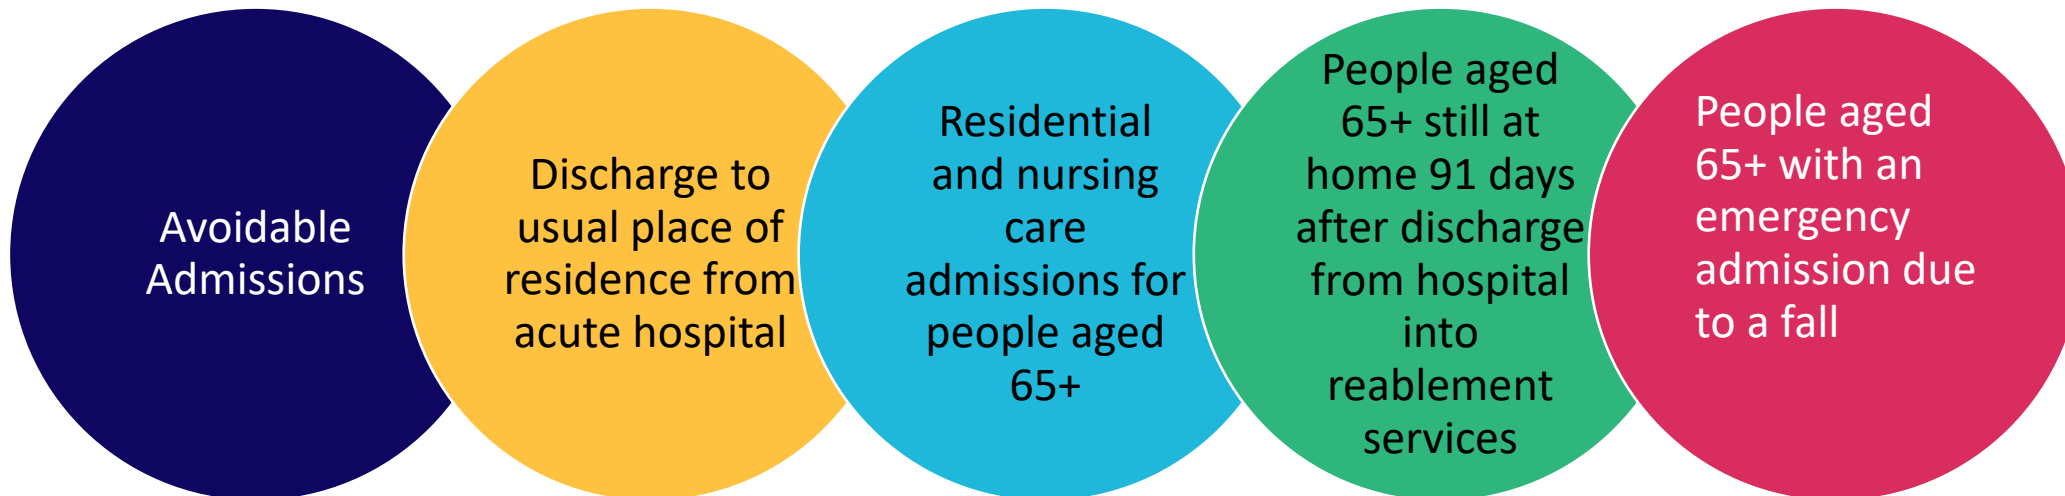 Avoidable
Admissions
Discharge to
usual place of
residence from
acute hospital
Residential
and nursing
care
admissions for
people aged
65+
People aged
65+ still at
home 91 days
after discharge
from hospital
into
reablement
services
People aged
65+ with an
emergency
admission due
to a fall